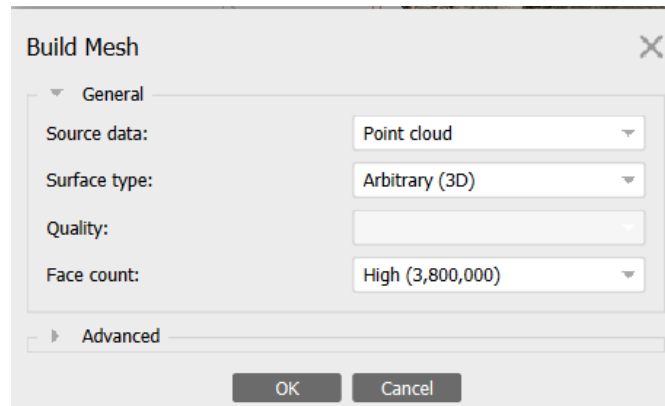 Build Mesh
General
Source data: Point cloud
Surface type: Arbitrary (3D)
Quality:
Face count: High (3,800,000)
Advanced
OK Cancel